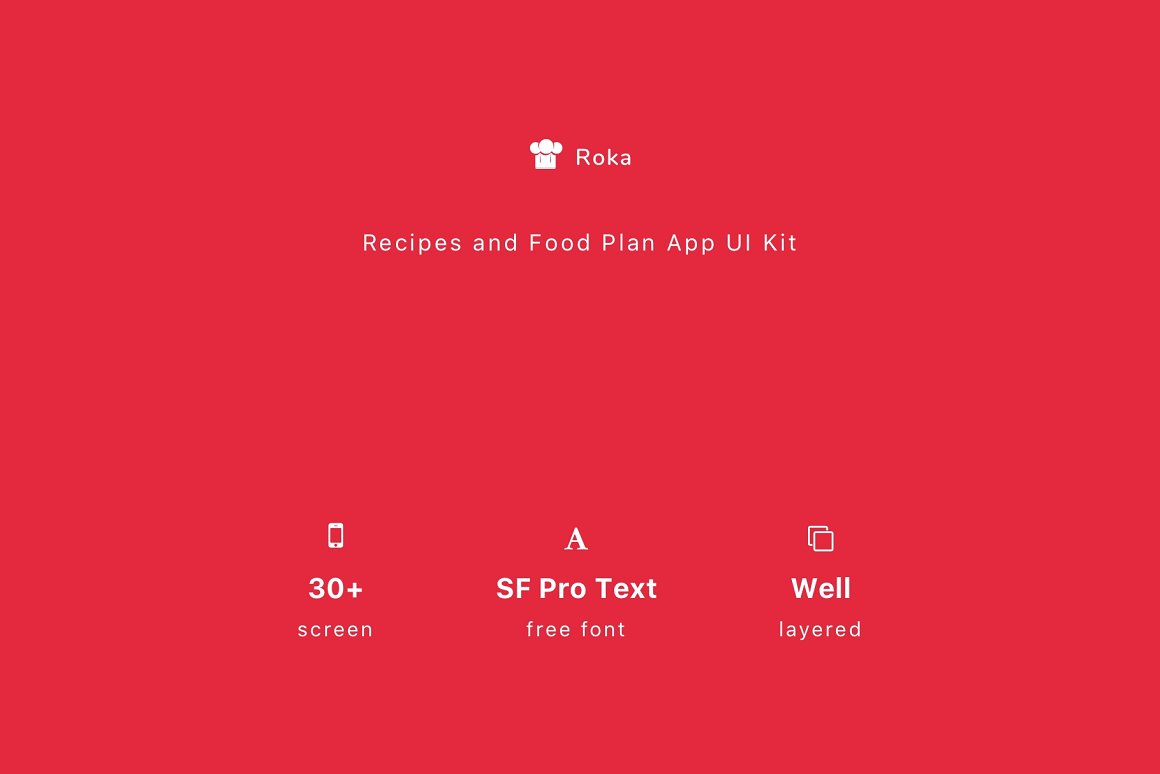 Roka
Recipes and Food Plan App UI Kit
30+
screen
SF Pro Text
free font
Well
layered